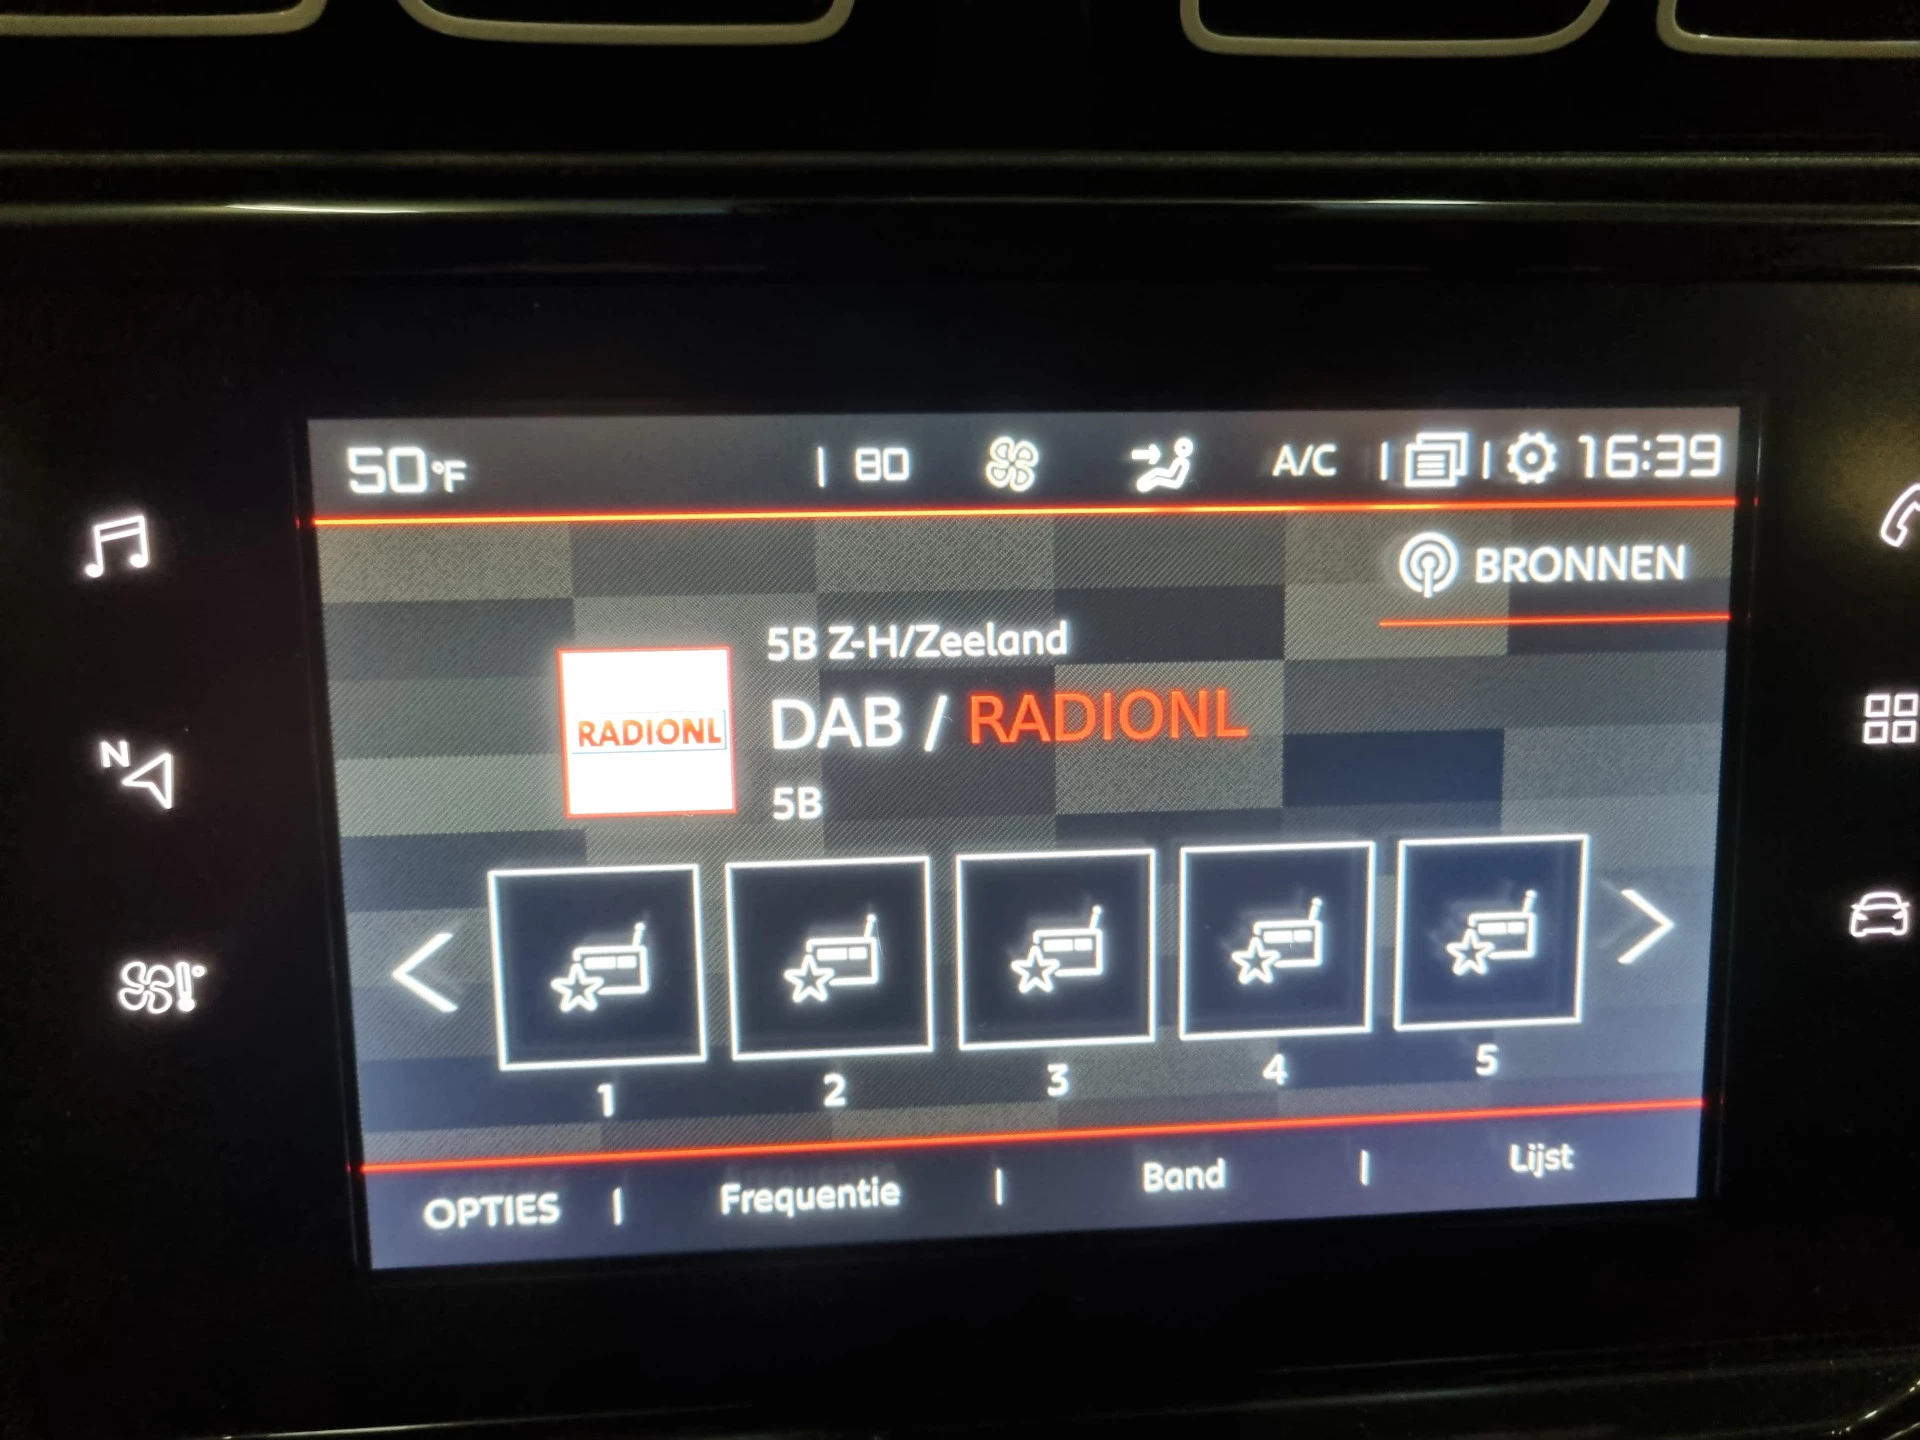 50°F | 80 A/C | | 16:39
BRONNEN
5B Z-H/Zeeland
RADIONL
DAB / RADIONL
5B
N
1 2 3 4 5
OPTIES | Frequentie | Band | Lijst